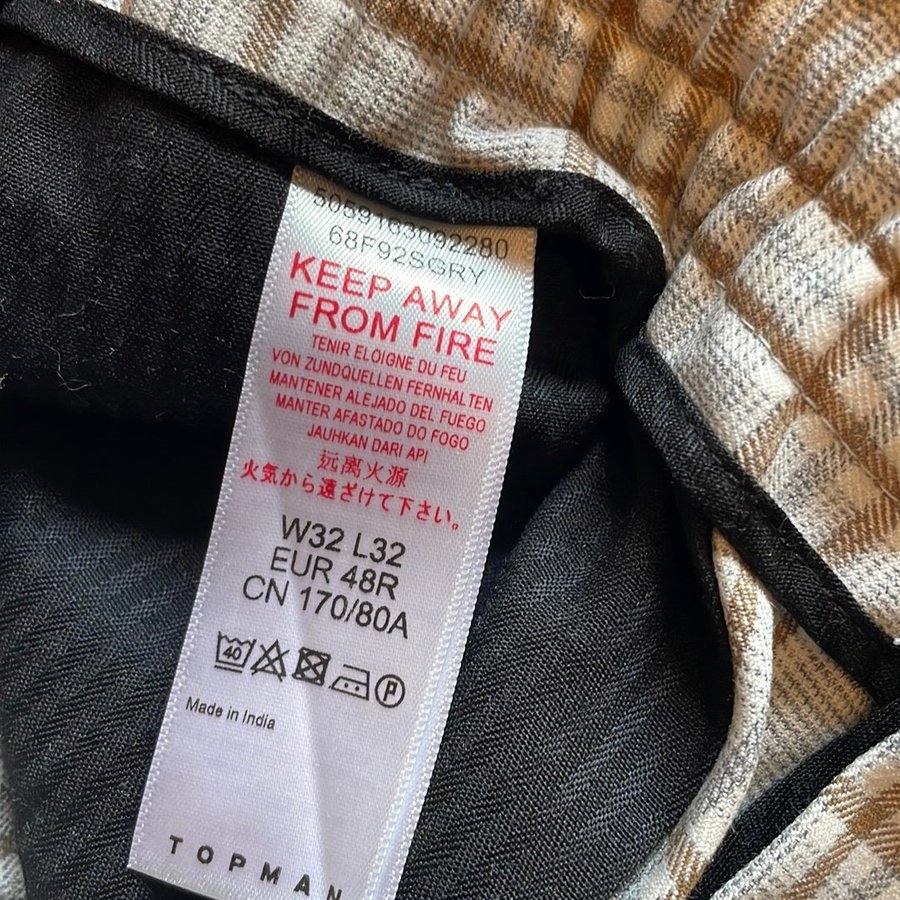 5059163092280
68F92SGRY
KEEP AWAY
FROM FIRE
TENIR ELOIGNE DU FEU
VON ZUNDQUELLEN FERNHALTEN
MANTENER ALEJADO DEL FUEGO
MANTER AFASTADO DO FOGO
JAUHKAN DARI API
远离火源
火気から遠ざけて下さい。
W32 L32
EUR 48R
CN 170/80A
40 P
Made in India
TOPMAN